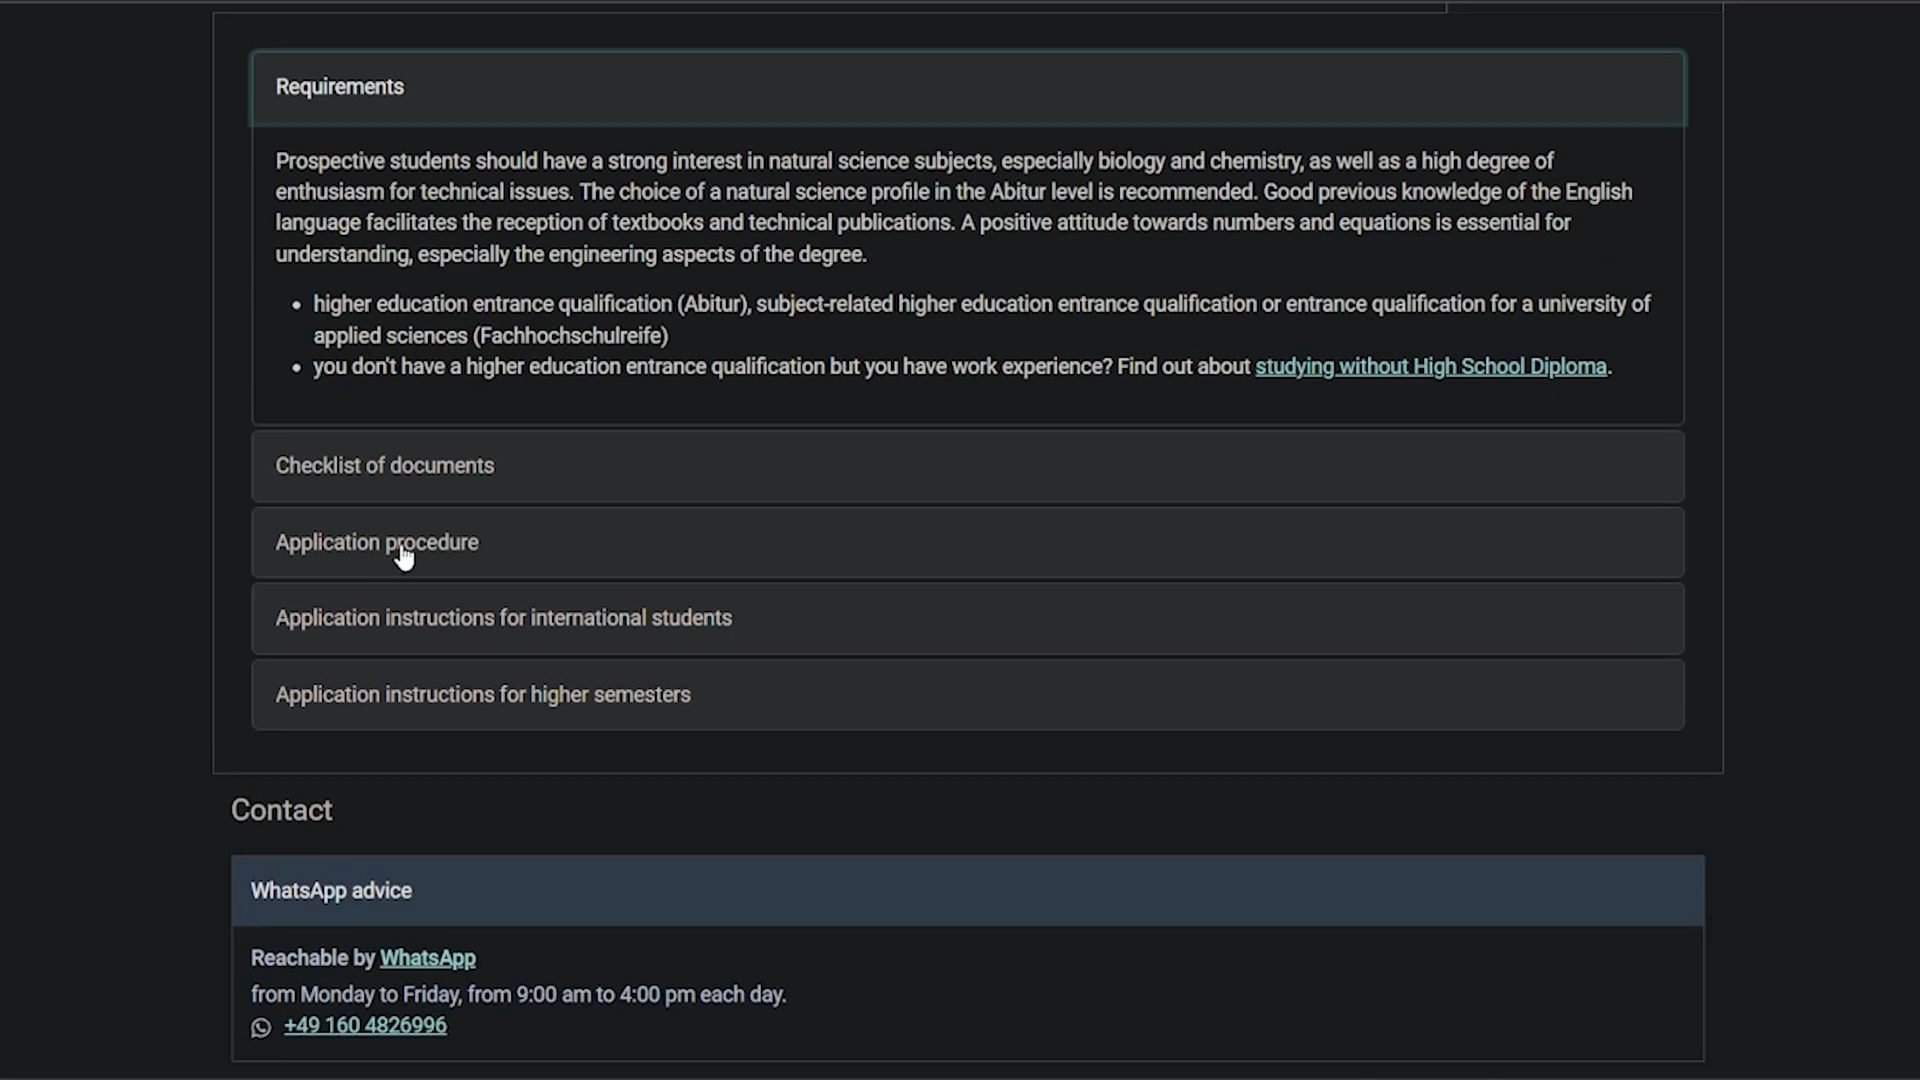 Requirements
Prospective students should have a strong interest in natural science subjects, especially biology and chemistry, as well as a high degree of
enthusiasm for technical issues. The choice of a natural science profile in the Abitur level is recommended. Good previous knowledge of the English
language facilitates the reception of textbooks and technical publications. A positive attitude towards numbers and equations is essential for
understanding, especially the engineering aspects of the degree.
• higher education entrance qualification (Abitur), subject-related higher education entrance qualification or entrance qualification for a university of
applied sciences (Fachhochschulreife)
• you don't have a higher education entrance qualification but you have work experience? Find out about studying without High School Diploma.
Checklist of documents
Application procedure
Application instructions for international students
Application instructions for higher semesters
Contact
WhatsApp advice
Reachable by WhatsApp
from Monday to Friday, from 9:00 am to 4:00 pm each day.
+49 160 4826996